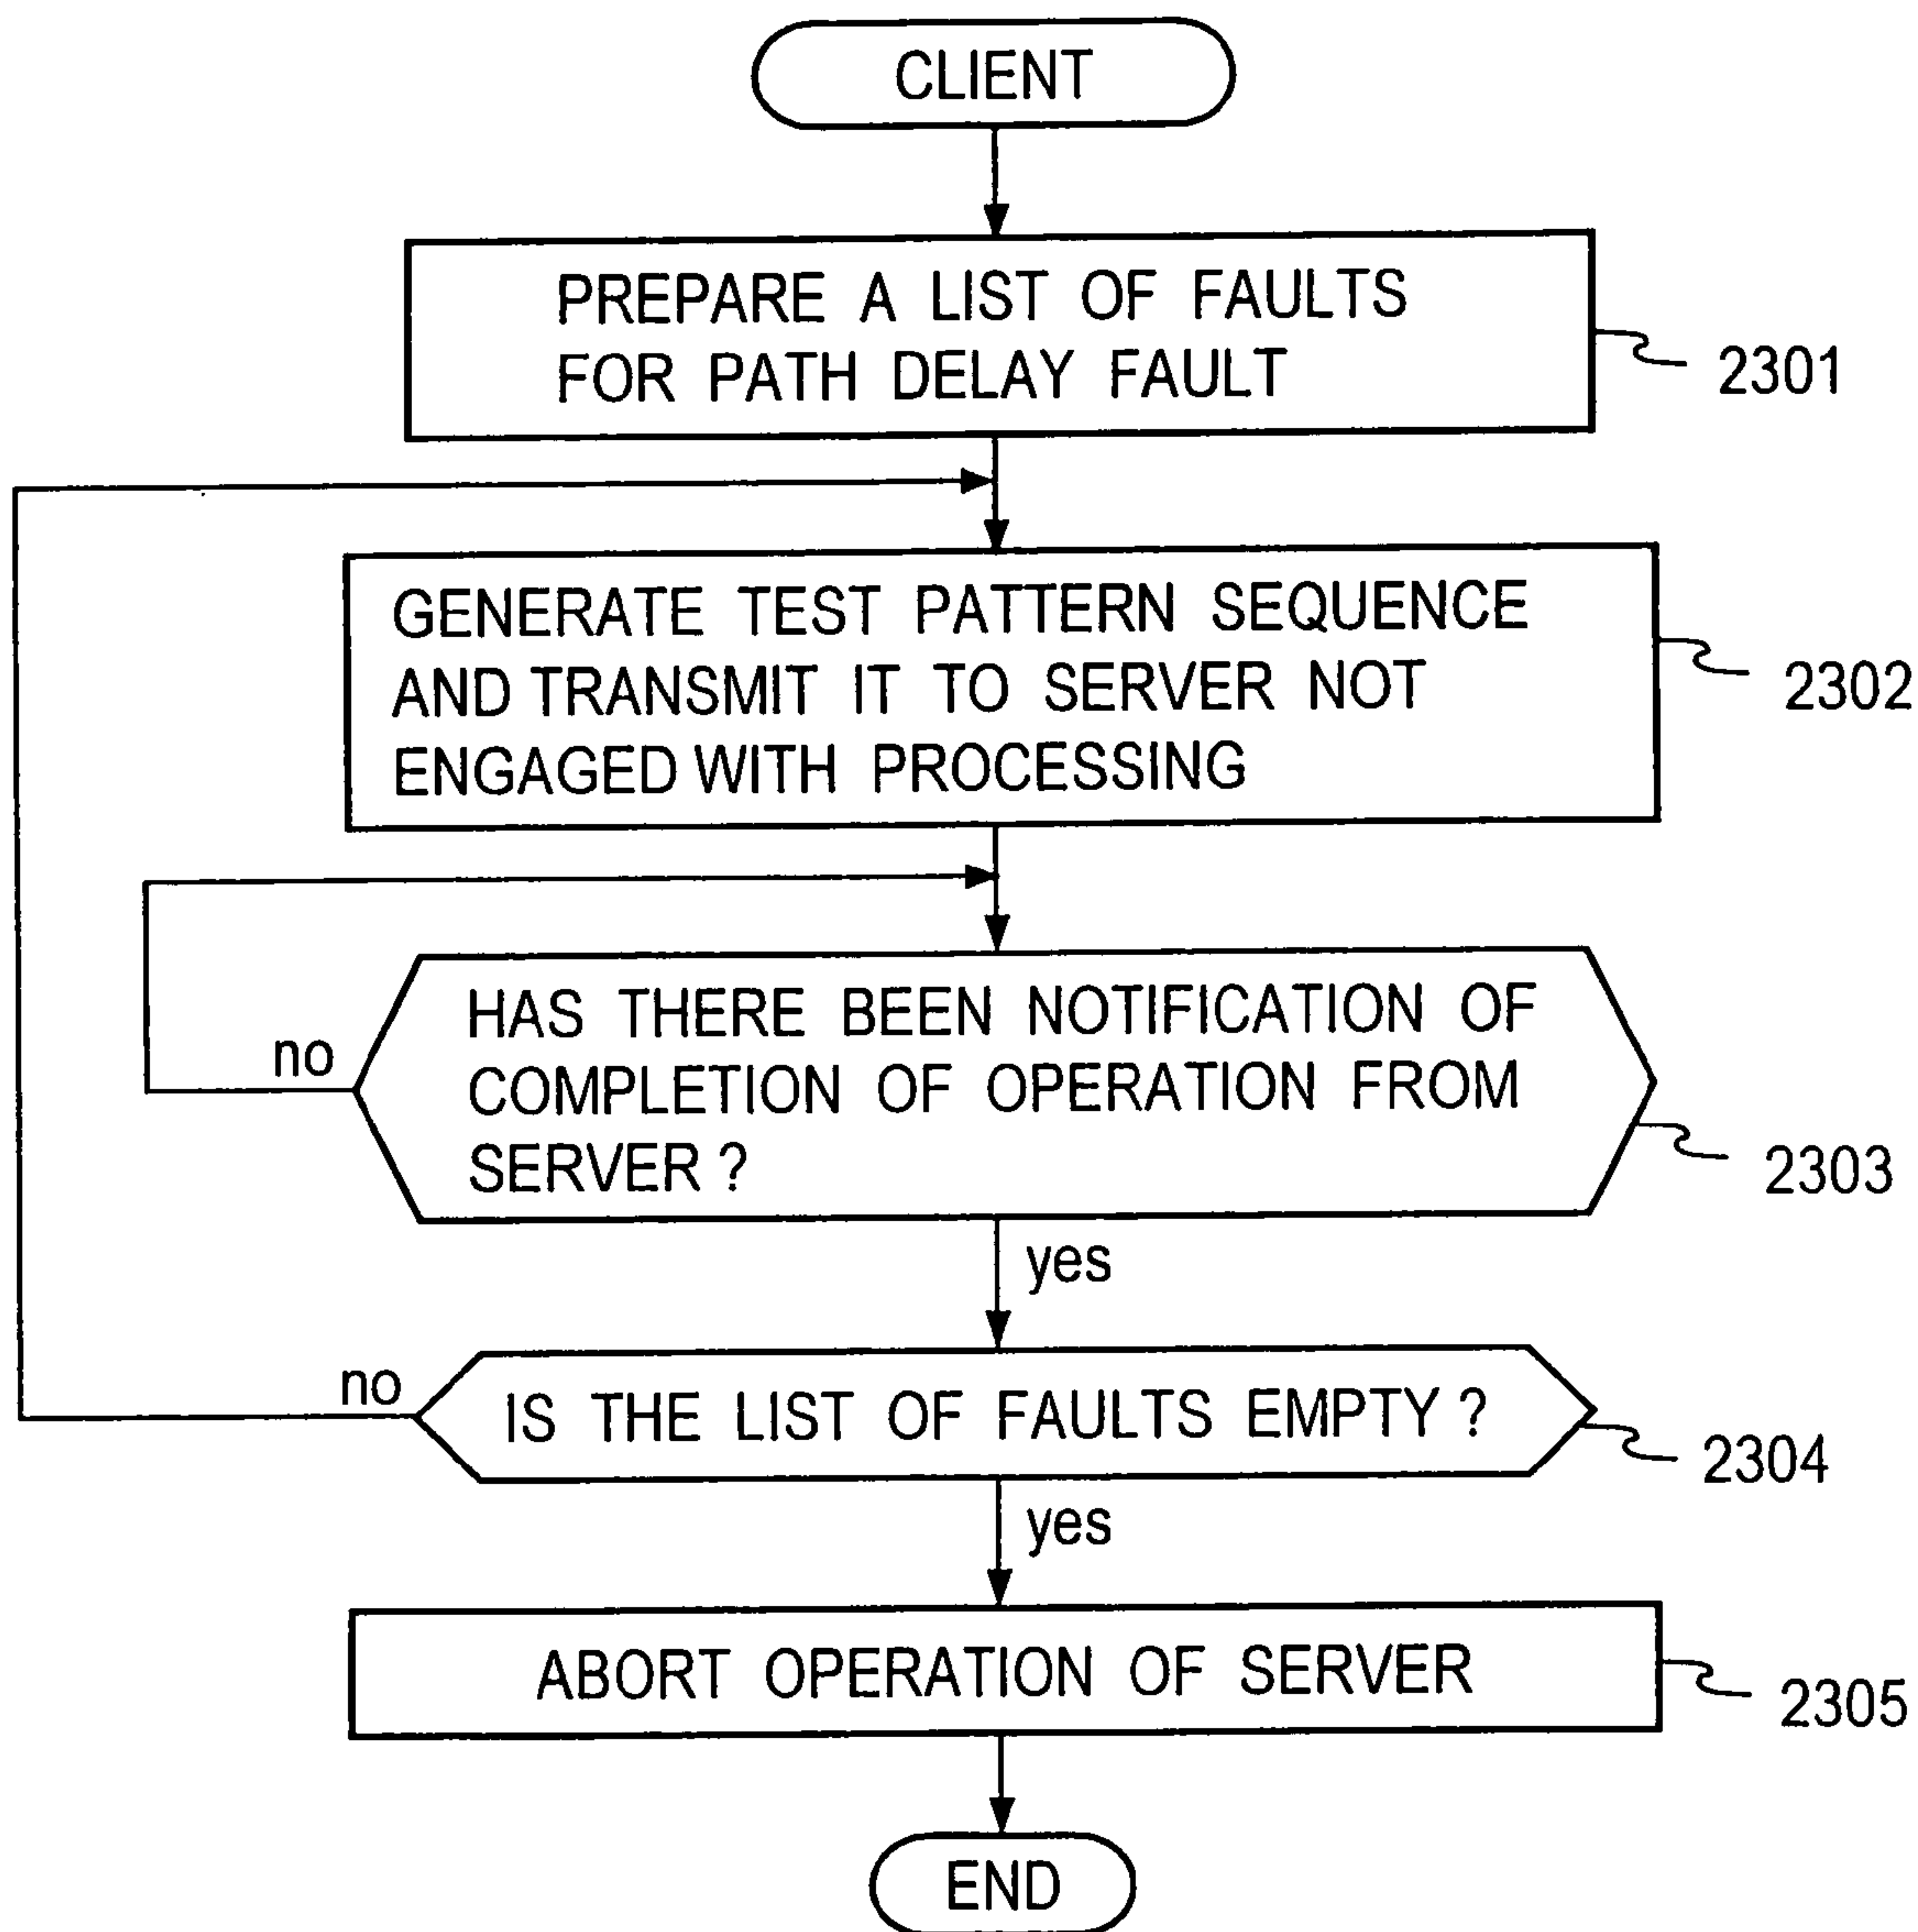 CLIENT
PREPARE A LIST OF FAULTS
FOR PATH DELAY FAULT
2301
GENERATE TEST PATTERN SEQUENCE
AND TRANSMIT IT TO SERVER NOT
ENGAGED WITH PROCESSING
2302
HAS THERE BEEN NOTIFICATION OF
COMPLETION OF OPERATION FROM
SERVER ?
no
2303
yes
IS THE LIST OF FAULTS EMPTY ?
no
2304
yes
ABORT OPERATION OF SERVER
2305
END